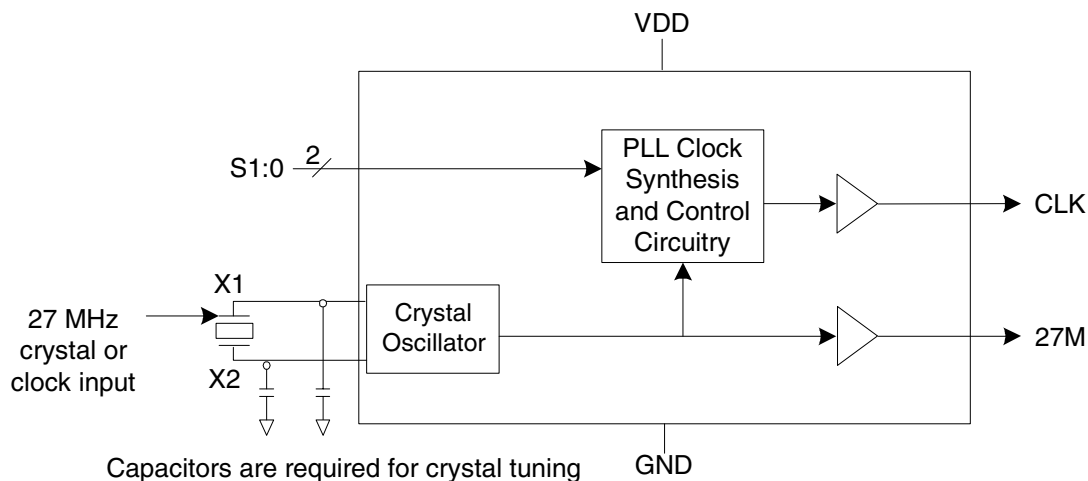 VDD
S1:0
2
PLL Clock
Synthesis
and Control
Circuitry
CLK
X1
27 MHz
crystal or
clock input
X2
Crystal
Oscillator
27M
GND
Capacitors are required for crystal tuning